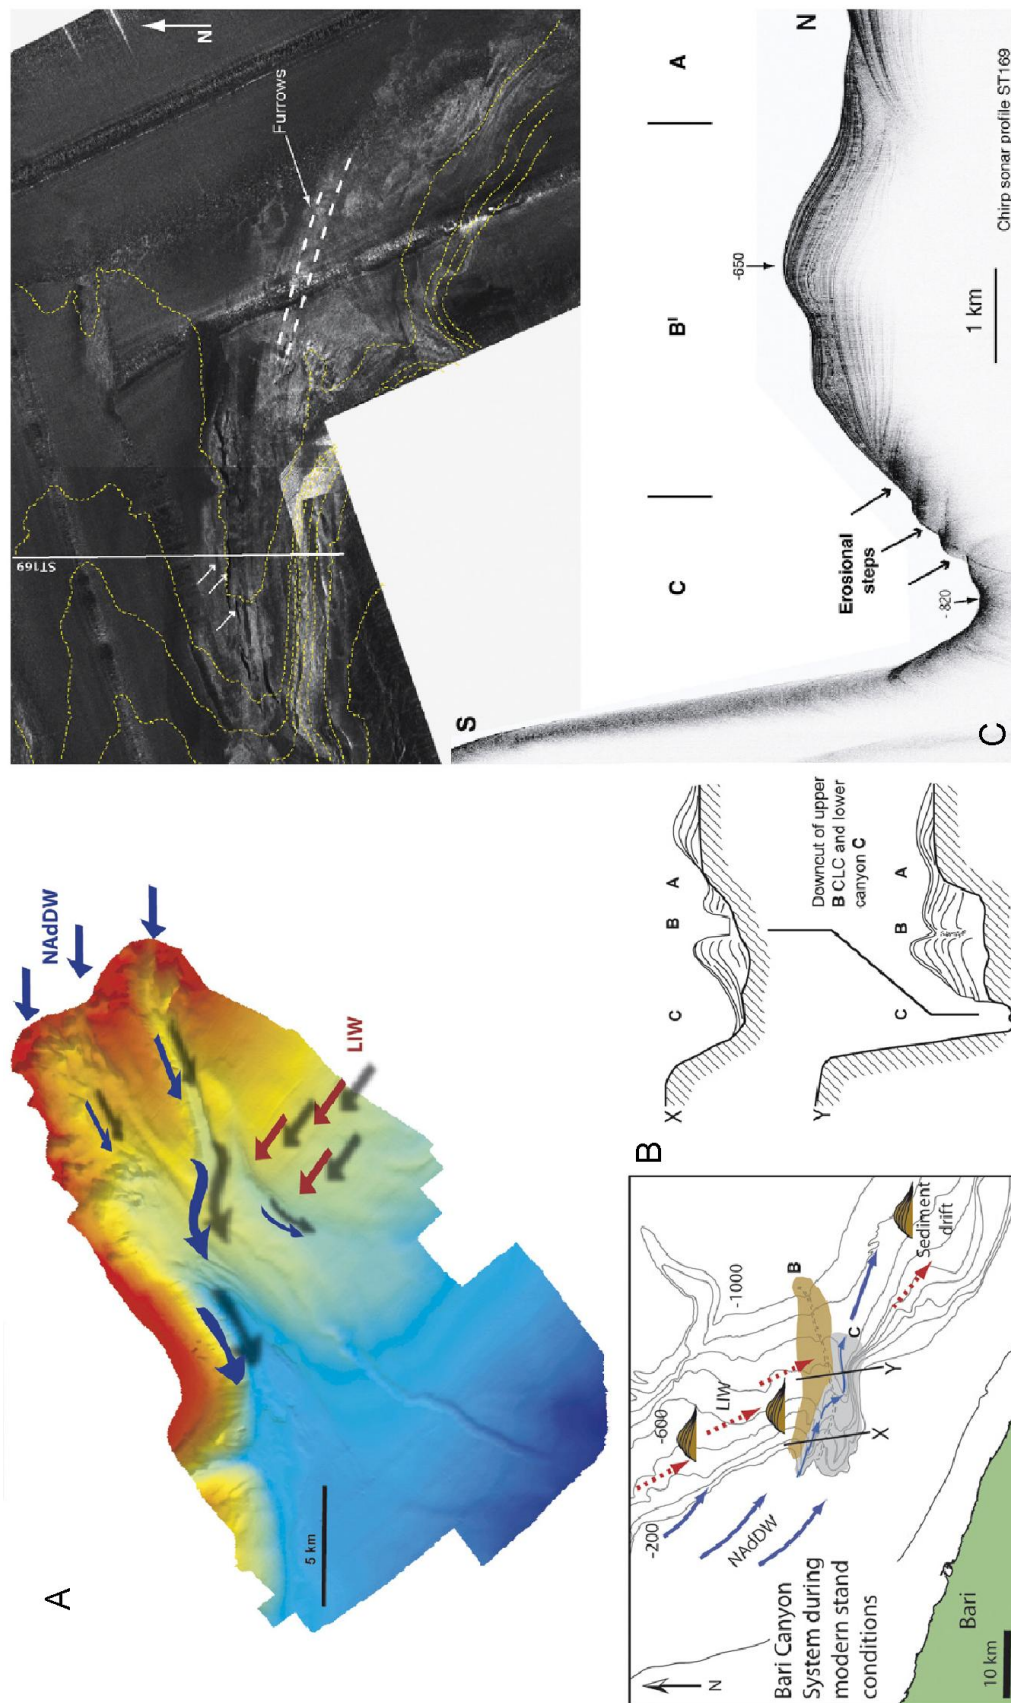 A
NAdDW
LIW
5 km
N
Furrows
ST169
S
N
C
B'
A
-650
Erosional
steps
-820
1 km
Chirp sonar profile ST169
C
Bari Canyon
System during
modern stand
conditions
N
-200
-600
-1000
NAdDW
LIW
B
C
X
Y
Sediment
drift
Bari
10 km
B
X
C
B
A
Downcut of upper
B CLC and lower
canyon C
Y
C
B
A